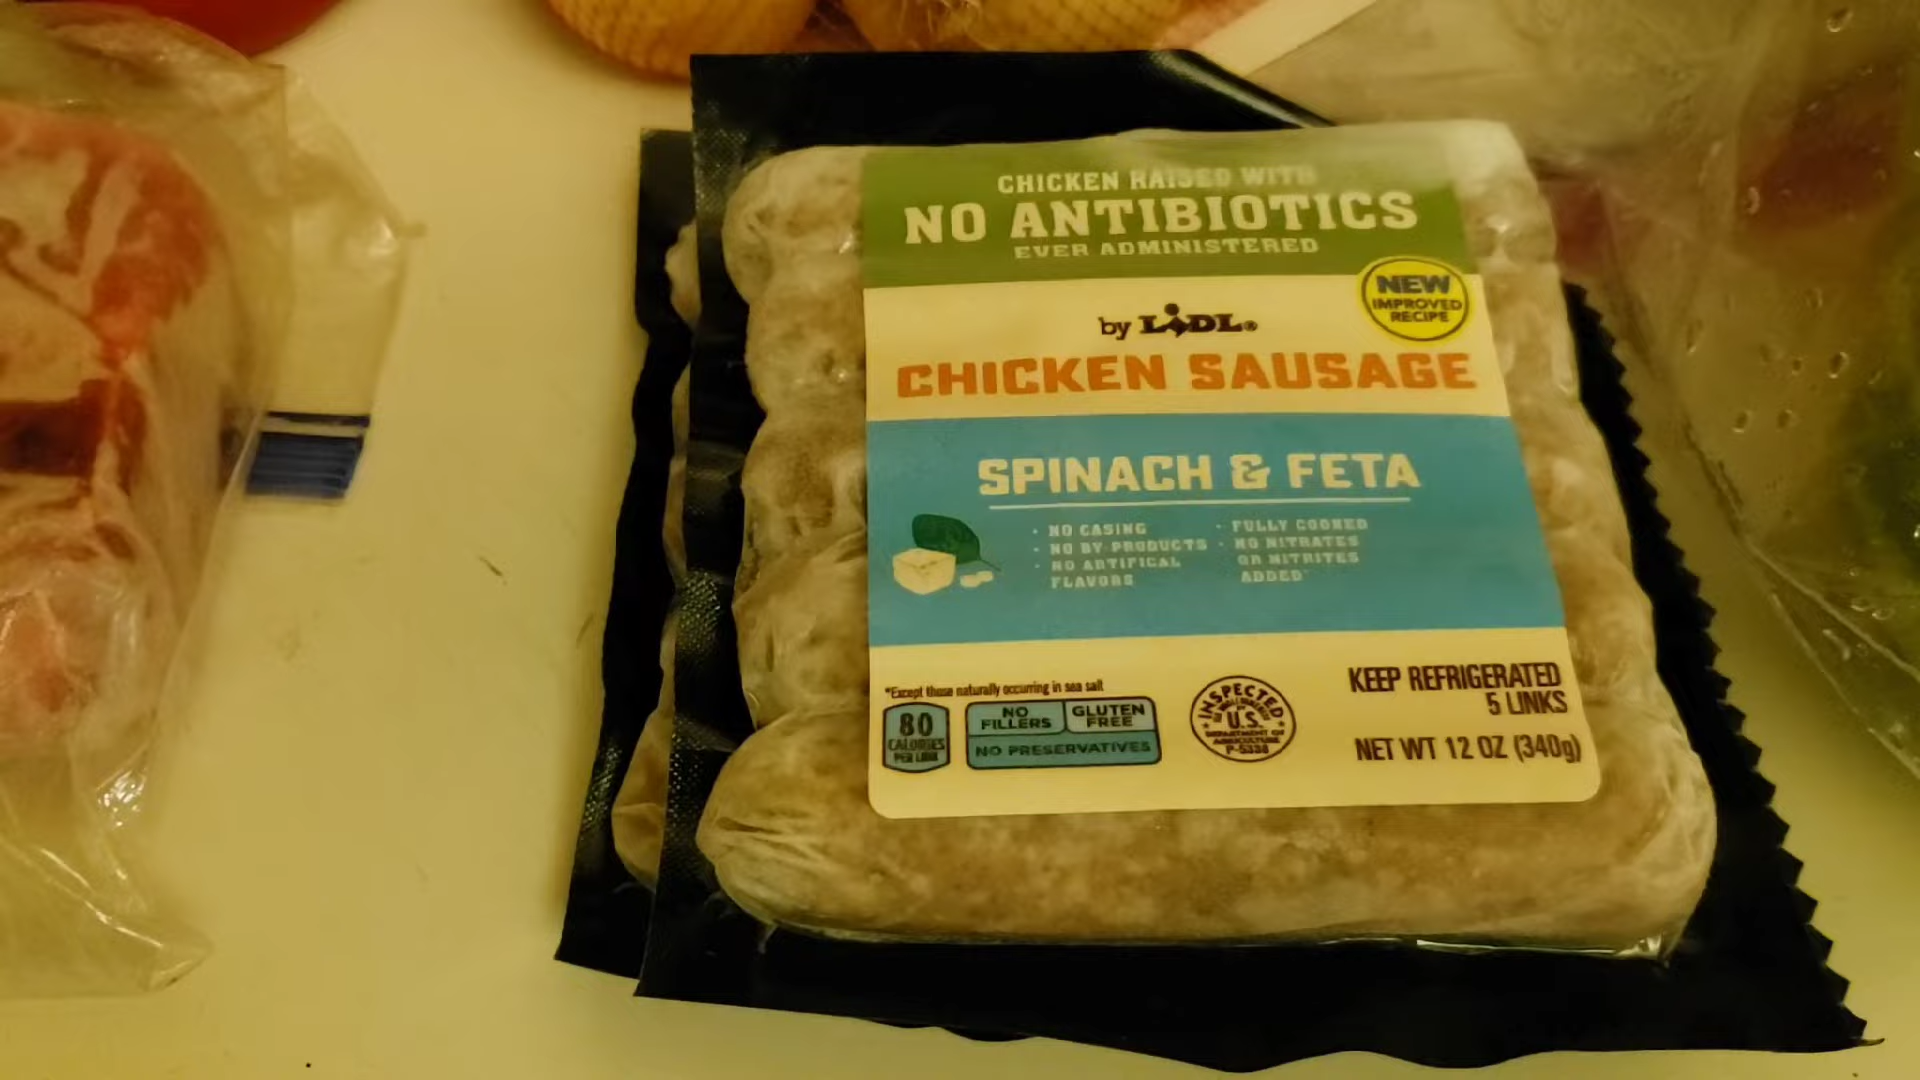 CHICKEN RAISED WITH
NO ANTIBIOTICS
EVER ADMINISTERED
NEW
IMPROVED
RECIPE
by LiDL®
CHICKEN SAUSAGE
SPINACH & FETA
• NO CASING
• NO BY-PRODUCTS
• NO ARTIFICAL
FLAVORS
• FULLY COOKED
• NO NITRATES
OR NITRITES
ADDED*
*Except those naturally occurring in sea salt
80
CALORIES
PER LINK
NO
FILLERS
GLUTEN
FREE
NO PRESERVATIVES
INSPECTED
U.S.
DEPARTMENT OF
AGRICULTURE
P-5338
KEEP REFRIGERATED
5 LINKS
NET WT 12 OZ (340g)